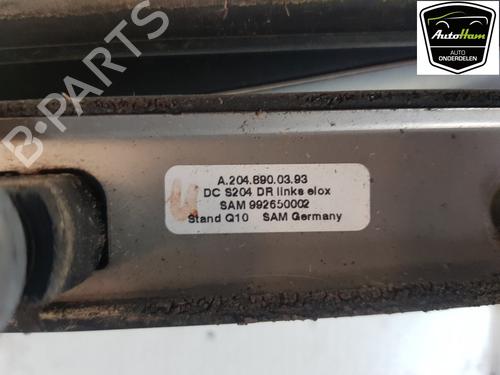 AutoHam
AUTO
ONDERDELEN
B-PARTS
A.204.890.03.93
DC S204 DR links elox
SAM 992650002
Stand Q10 SAM Germany